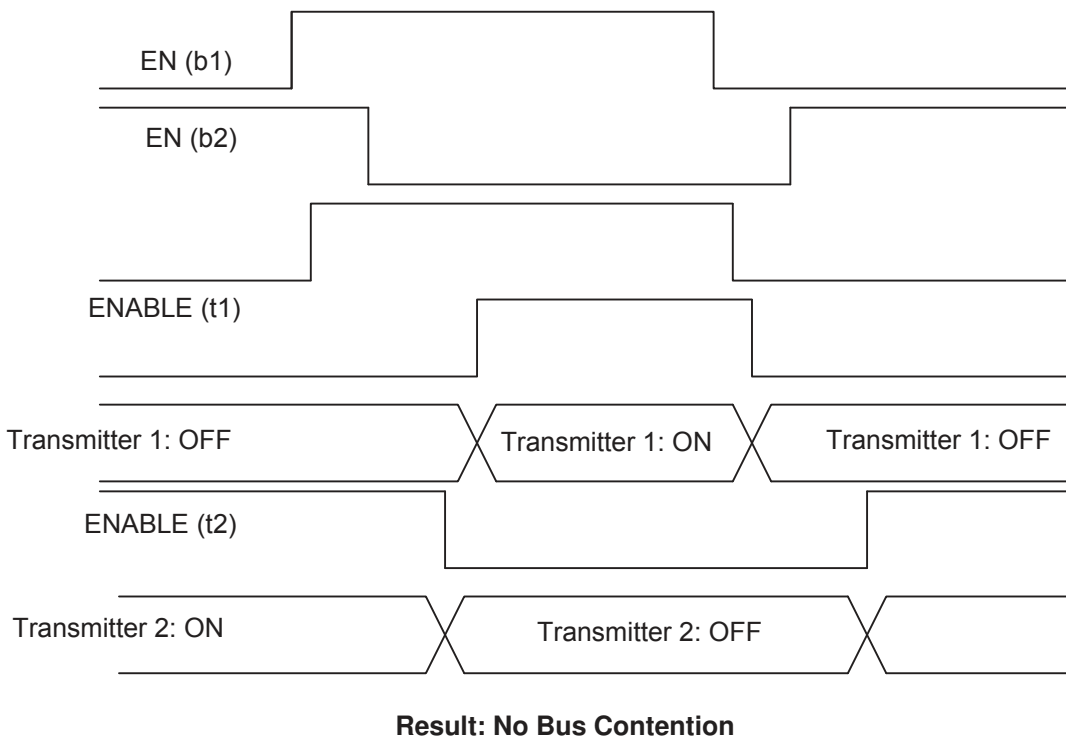 EN (b1)
EN (b2)
ENABLE (t1)
Transmitter 1: OFF
Transmitter 1: ON
Transmitter 1: OFF
ENABLE (t2)
Transmitter 2: ON
Transmitter 2: OFF
Result: No Bus Contention